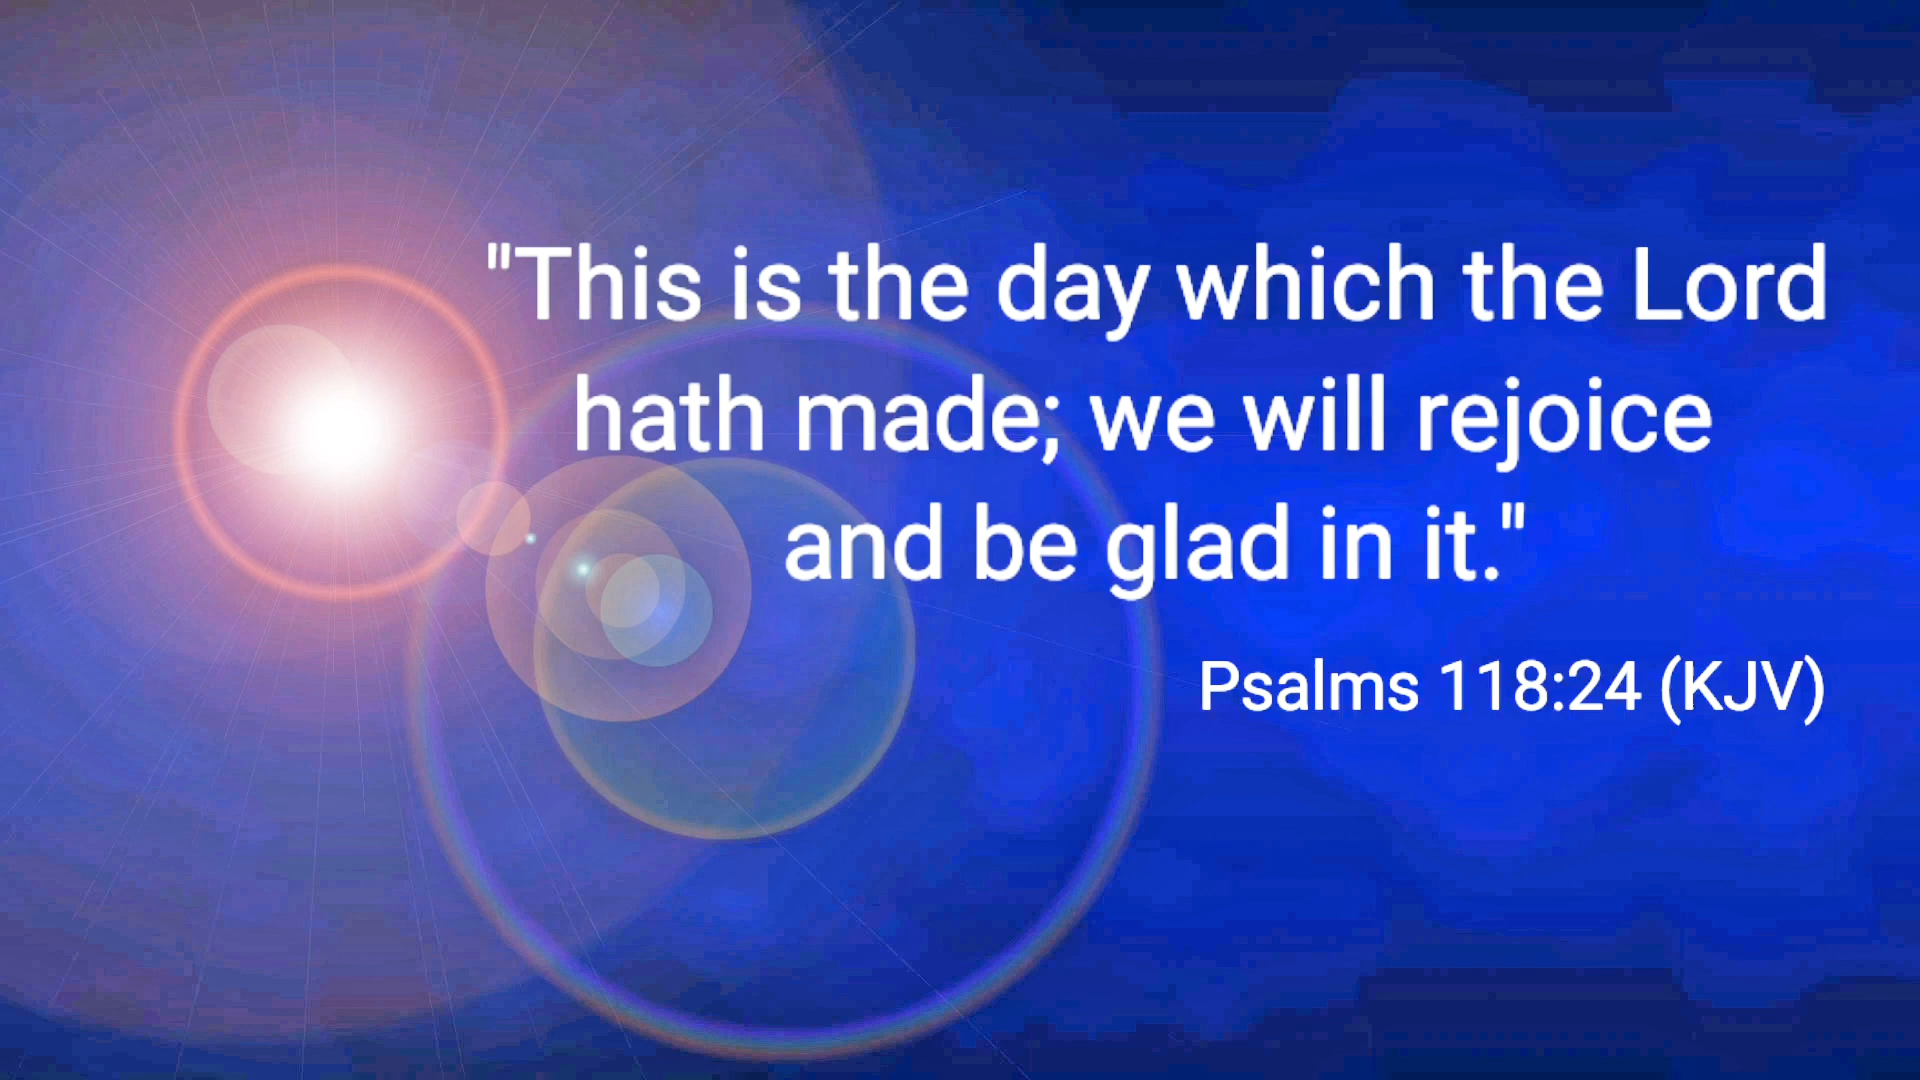 "This is the day which the Lord
hath made; we will rejoice
and be glad in it."
Psalms 118:24 (KJV)